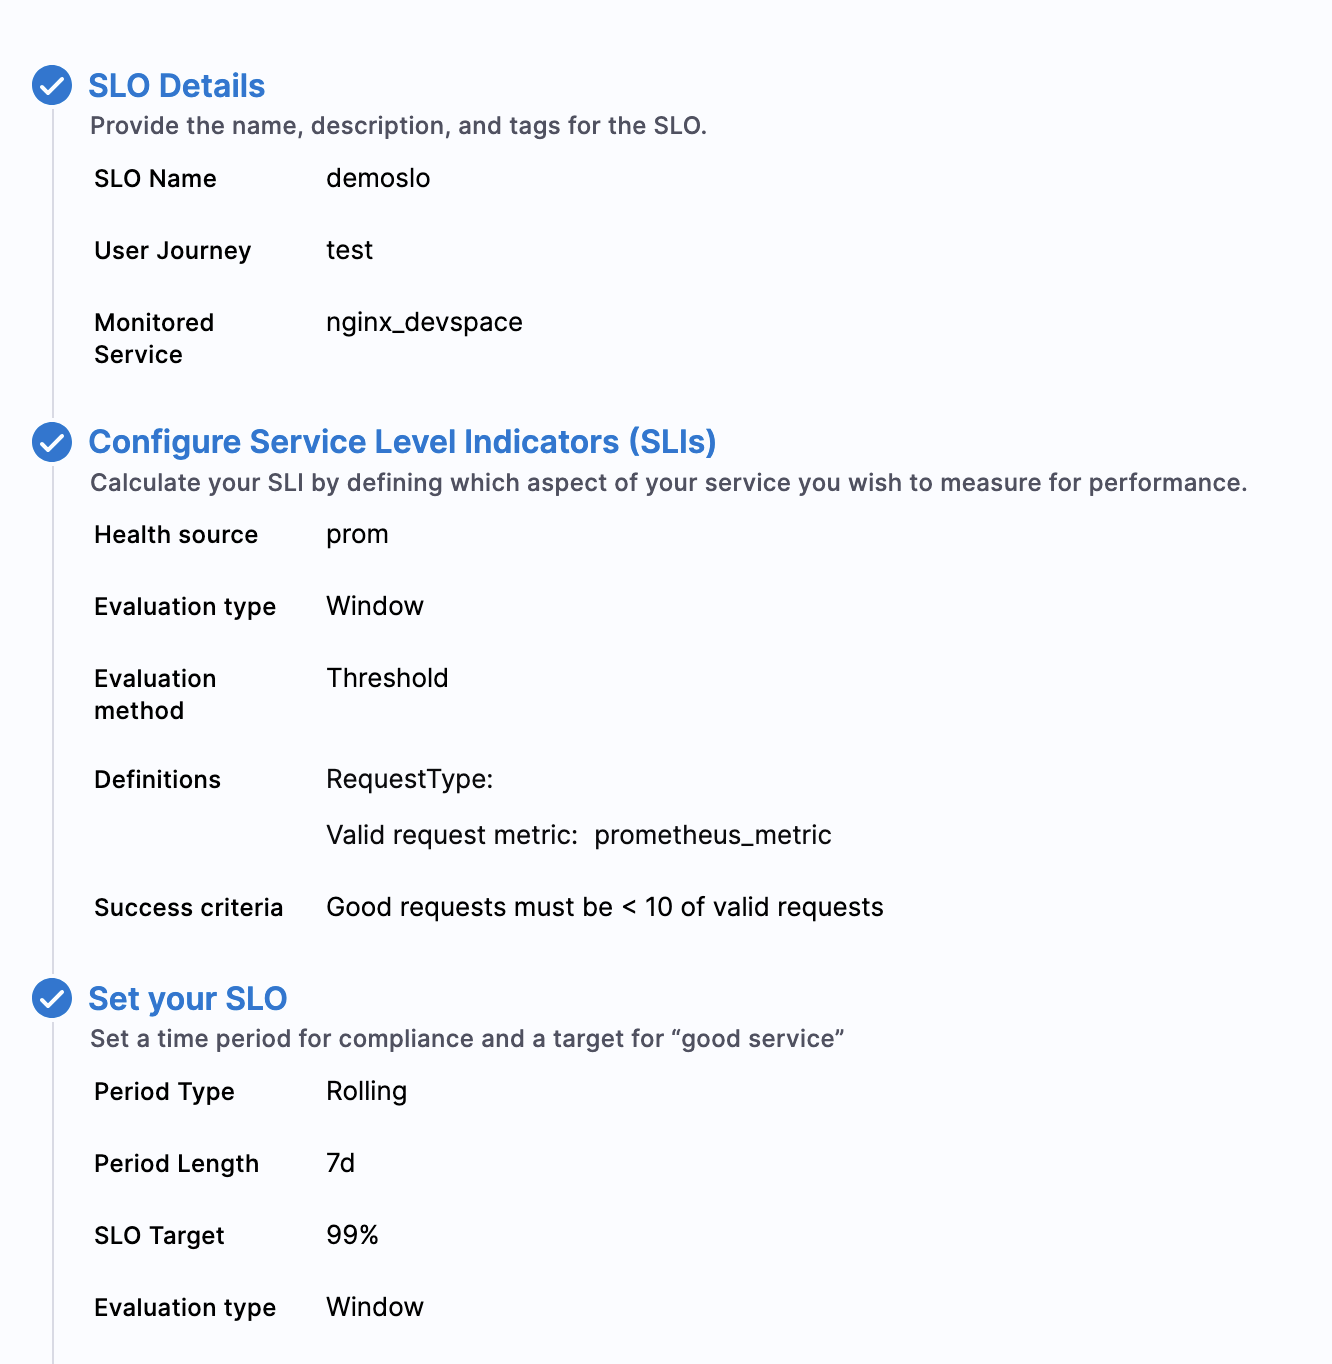 SLO Details
Provide the name, description, and tags for the SLO.
SLO Name demoslo
User Journey test
Monitored nginx_devspace
Service
Configure Service Level Indicators (SLIs)
Calculate your SLI by defining which aspect of your service you wish to measure for performance.
Health source prom
Evaluation type Window
Evaluation Threshold
method
Definitions RequestType:
Valid request metric: prometheus_metric
Success criteria Good requests must be < 10 of valid requests
Set your SLO
Set a time period for compliance and a target for “good service”
Period Type Rolling
Period Length 7d
SLO Target 99%
Evaluation type Window